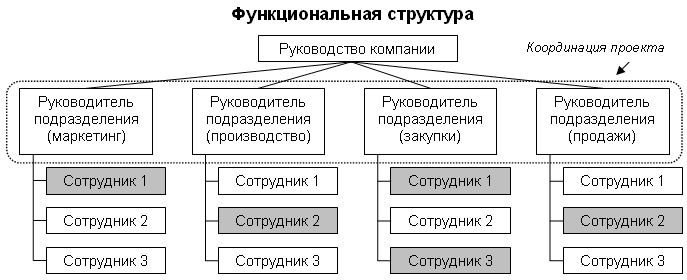 Функциональная структура
Руководство компании
Координация проекта
Руководитель
подразделения
(маркетинг)
Руководитель
подразделения
(производство)
Руководитель
подразделения
(закупки)
Руководитель
подразделения
(продажи)
Сотрудник 1
Сотрудник 1
Сотрудник 1
Сотрудник 1
Сотрудник 2
Сотрудник 2
Сотрудник 2
Сотрудник 2
Сотрудник 3
Сотрудник 3
Сотрудник 3
Сотрудник 3